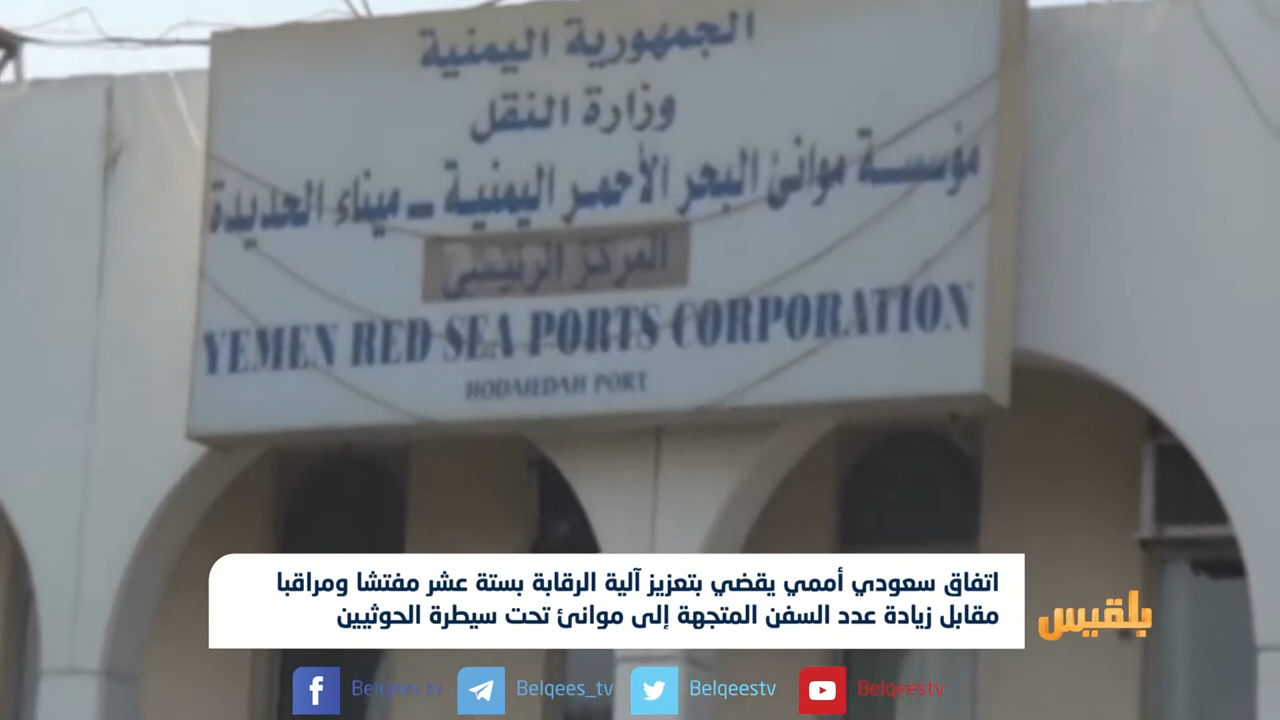 الجمهورية اليمنية
وزارة النقل
مؤسسة موانئ البحر الأحمر اليمنية - ميناء الحديدة
المركز الرئيسي
YEMEN RED SEA PORTS CORPORATION
HODAIEDAH PORT
اتفاق سعودي أممي يقضي بتعزيز آلية الرقابة بستة عشر مفتشا ومراقبا
مقابل زيادة عدد السفن المتجهة إلى موانئ تحت سيطرة الحوثيين
بلقيس
Belqees.tv
Belqees_tv
Belqeestv
Belqeestv